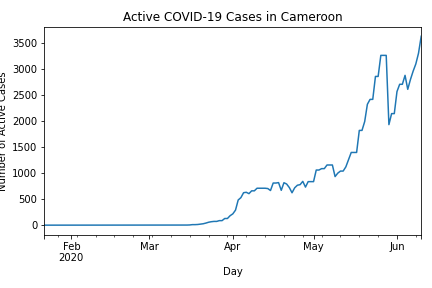 Active COVID-19 Cases in Cameroon
Number of Active Cases
3500
3000
2500
2000
1500
1000
500
0
Feb
2020
Mar
Apr
May
Jun
Day